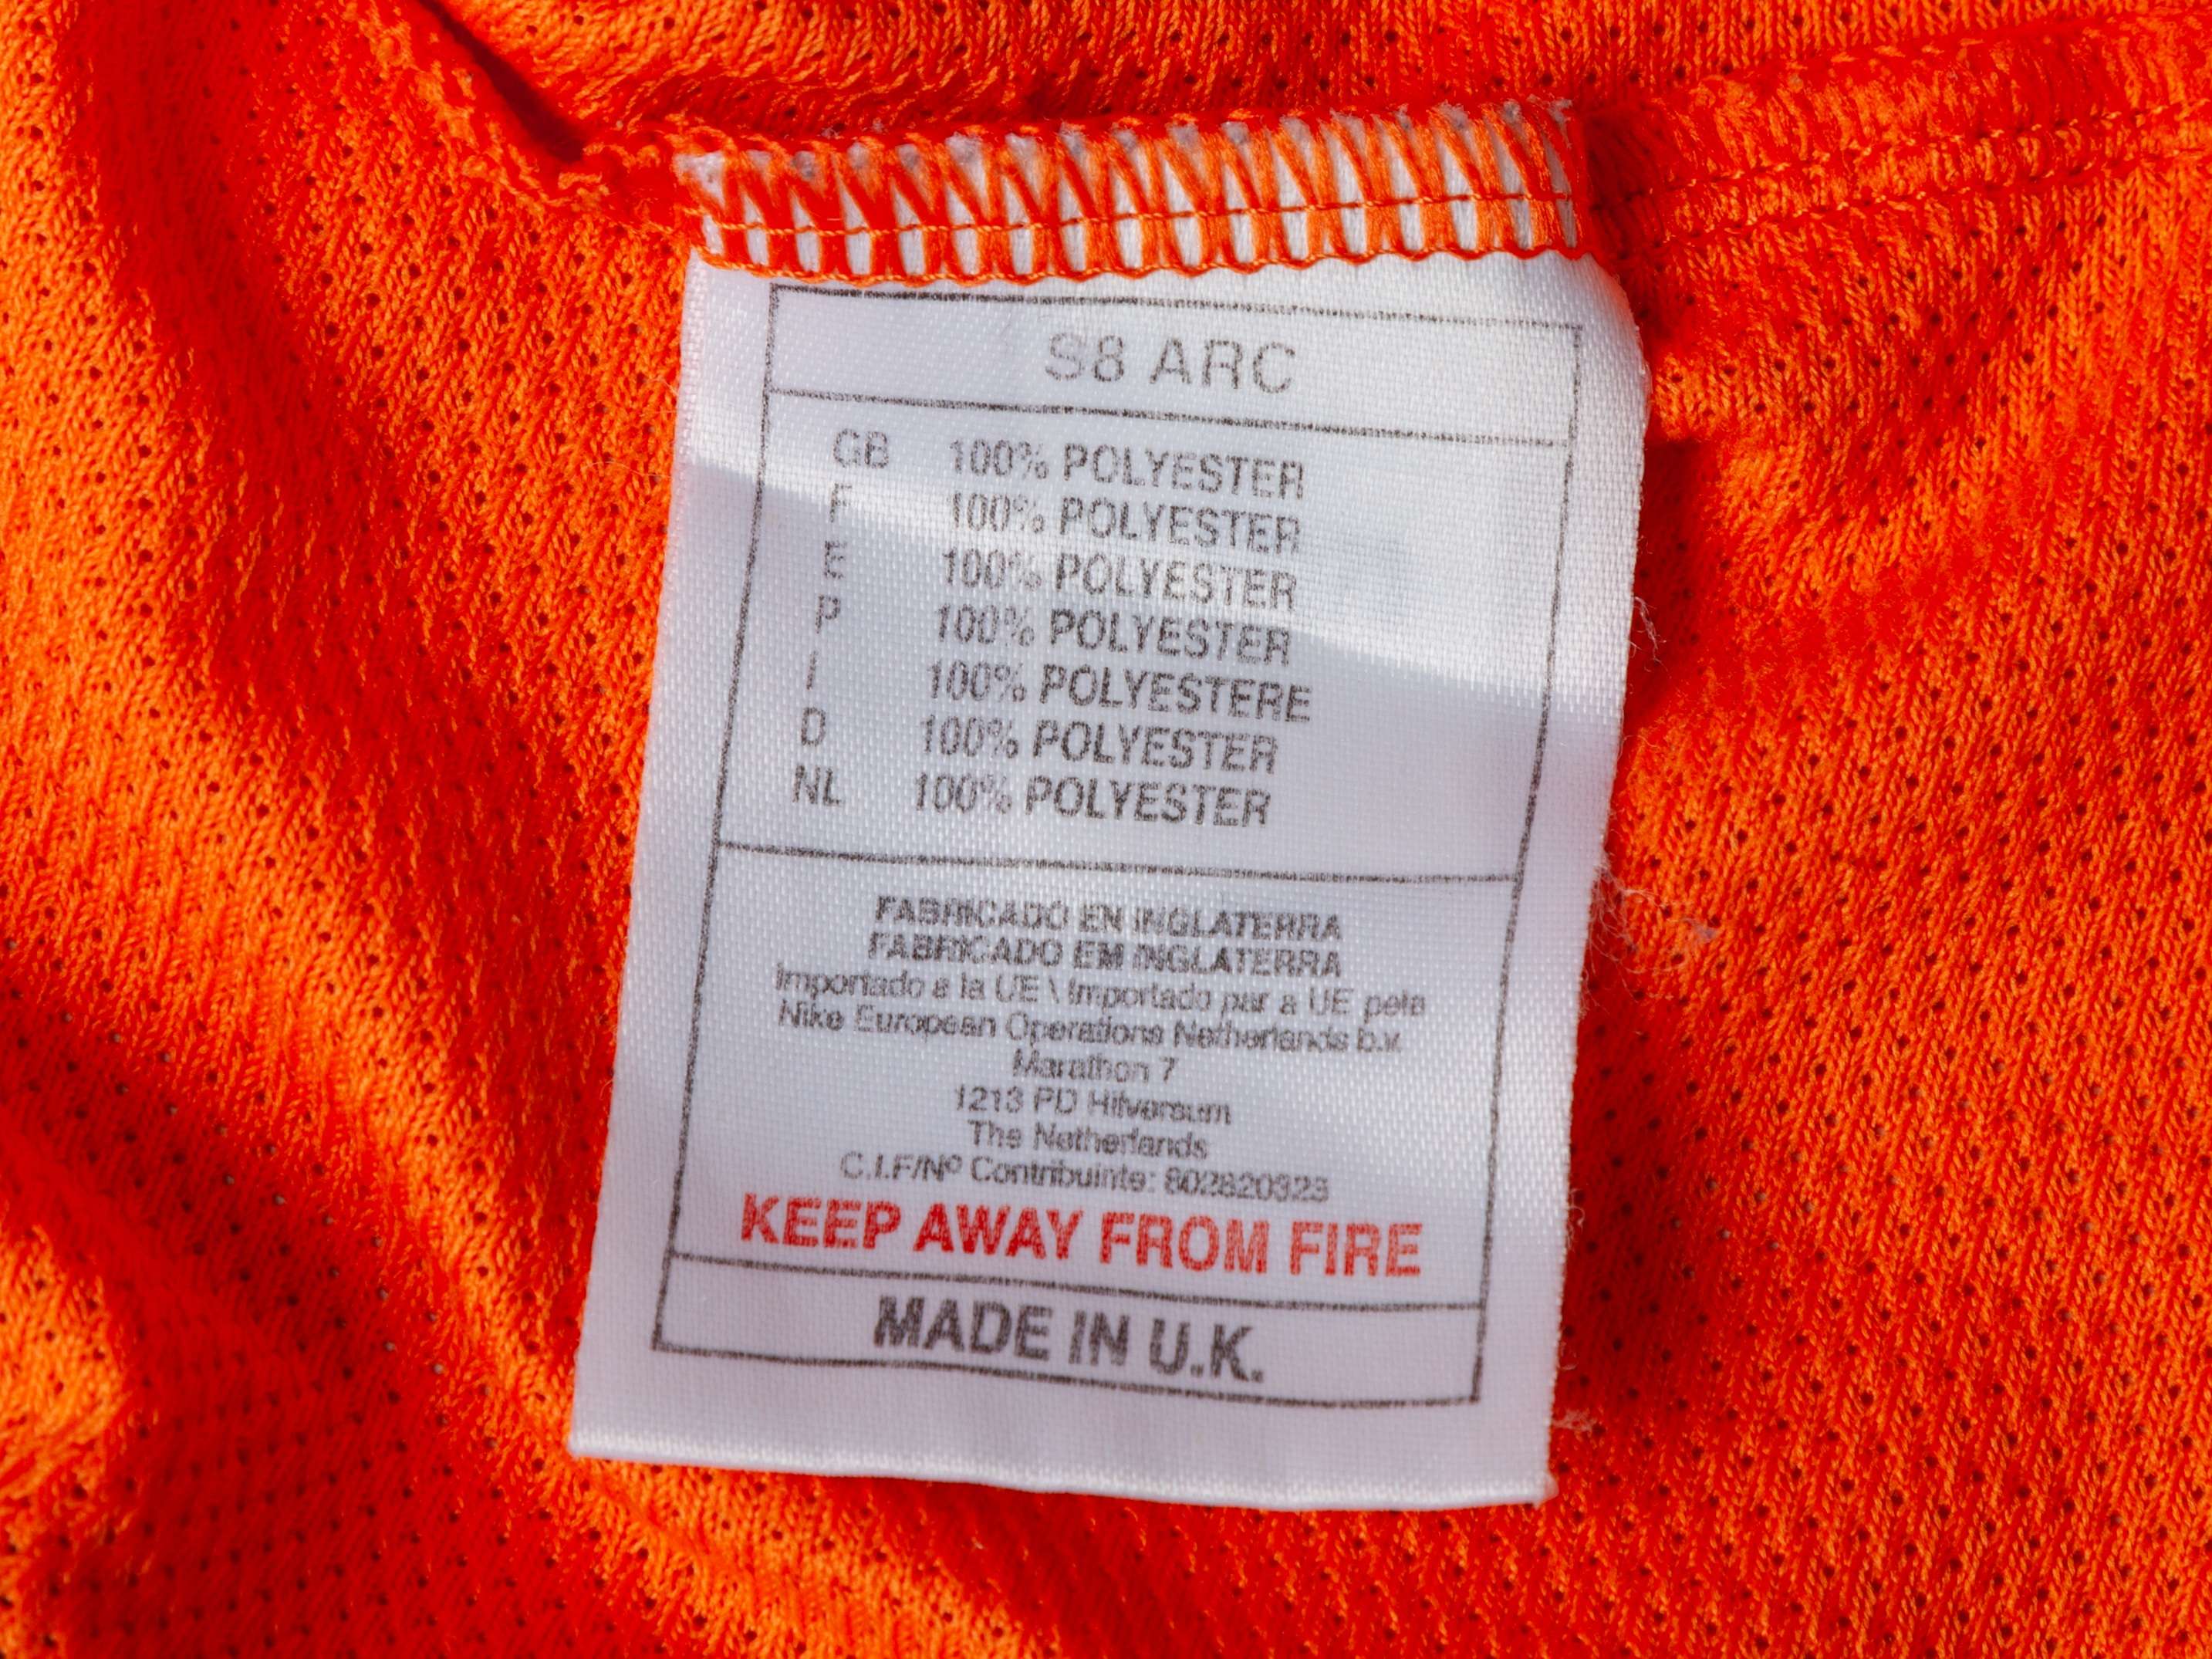 S8 ARC
GB 100% POLYESTER
F 100% POLYESTER
E 100% POLYESTER
P 100% POLYESTER
I 100% POLYESTERE
D 100% POLYESTER
NL 100% POLYESTER
FABRICADO EN INGLATERRA
FABRICADO EM INGLATERRA
Importado a la UE \ Importado par a UE pela
Nike European Operations Netherlands b.v.
Marathon 7
1213 PD Hilversum
The Netherlands
C.I.F/Nº Contribuinte: 802820323
KEEP AWAY FROM FIRE
MADE IN U.K.